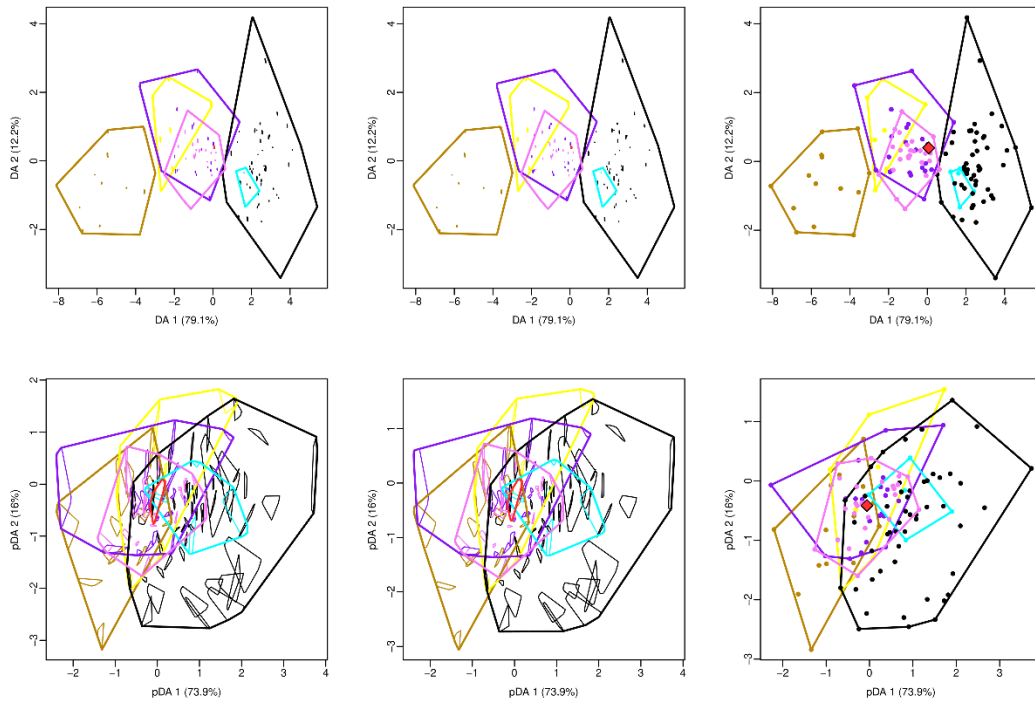 4
2
0
−2
DA 2 (12.2%)
−8 −6 −4 −2 0 2 4
DA 1 (79.1%)
4
2
0
−2
DA 2 (12.2%)
−8 −6 −4 −2 0 2 4
DA 1 (79.1%)
4
2
0
−2
DA 2 (12.2%)
−8 −6 −4 −2 0 2 4
DA 1 (79.1%)
2
1
0
−1
−2
−3
pDA 2 (16%)
−2 −1 0 1 2 3 4
pDA 1 (73.9%)
1
0
−1
−2
−3
pDA 2 (16%)
−2 −1 0 1 2 3 4
pDA 1 (73.9%)
1
0
−1
−2
−3
pDA 2 (16%)
−2 −1 0 1 2 3
pDA 1 (73.9%)